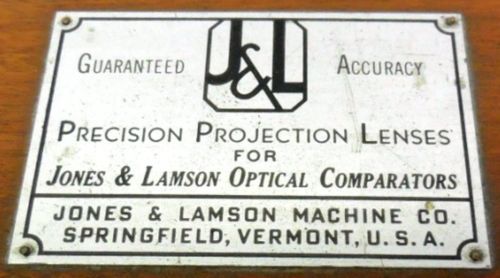 J&L
GUARANTEED ACCURACY
PRECISION PROJECTION LENSES
FOR
JONES & LAMSON OPTICAL COMPARATORS
JONES & LAMSON MACHINE CO.
SPRINGFIELD, VERMONT, U.S.A.